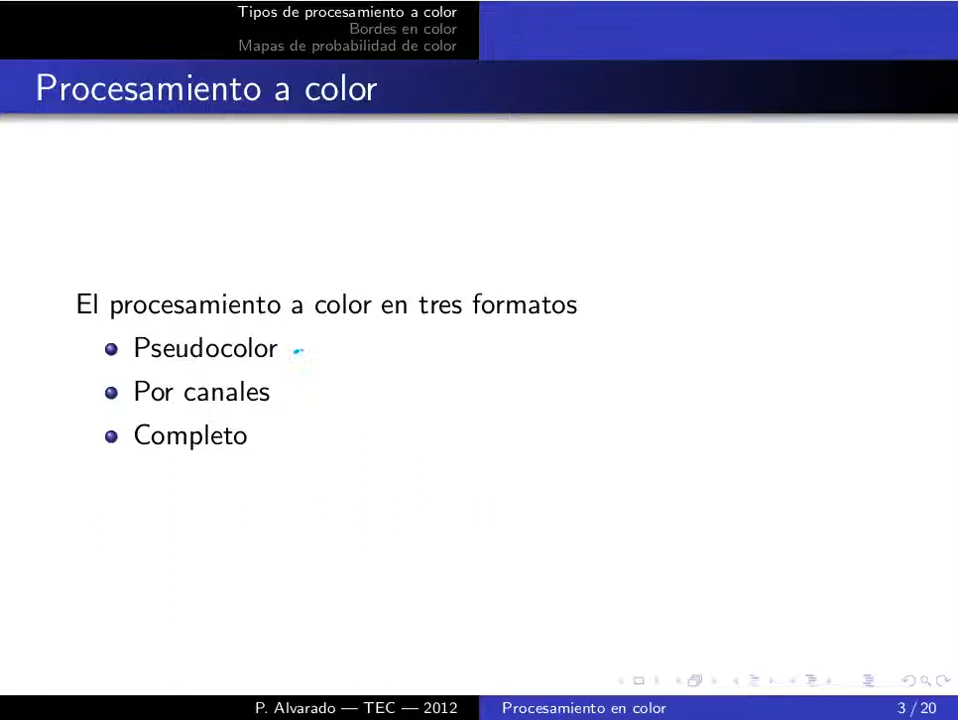 Tipos de procesamiento a color
Bordes en color
Mapas de probabilidad de color
Procesamiento a color
El procesamiento a color en tres formatos
Pseudocolor
Por canales
Completo
P. Alvarado — TEC — 2012
Procesamiento en color
3 / 20